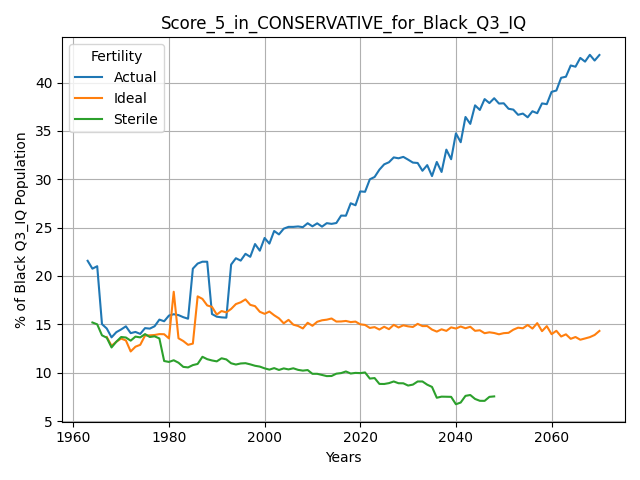 Score_5_in_CONSERVATIVE_for_Black_Q3_IQ
% of Black Q3_IQ Population
40
35
30
25
20
15
10
5
Fertility
Actual
Ideal
Sterile
1960
1980
2000
2020
2040
2060
Years